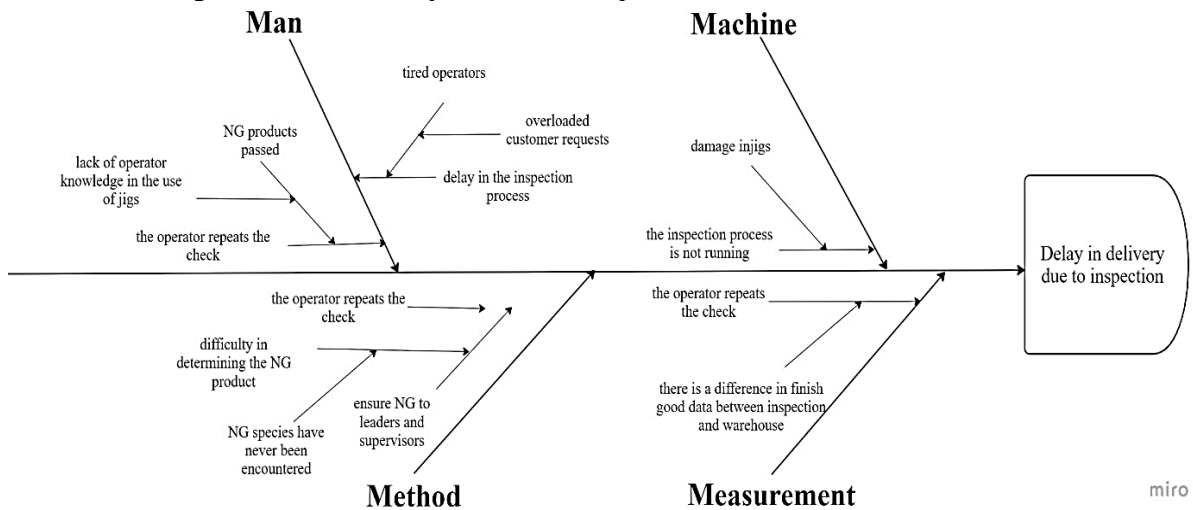 Man
Machine
tired operators
overloaded
customer requests
NG products
passed
damage injigs
lack of operator
knowledge in the use
of jigs
delay in the inspection
process
the operator repeats the
check
the inspection process
is not running
Delay in delivery
due to inspection
the operator repeats the
check
the operator repeats
the check
difficulty in
determining the NG
product
there is a difference in finish
good data between inspection
and warehouse
ensure NG to
leaders and
supervisors
NG species have
never been
encountered
Method
Measurement
miro